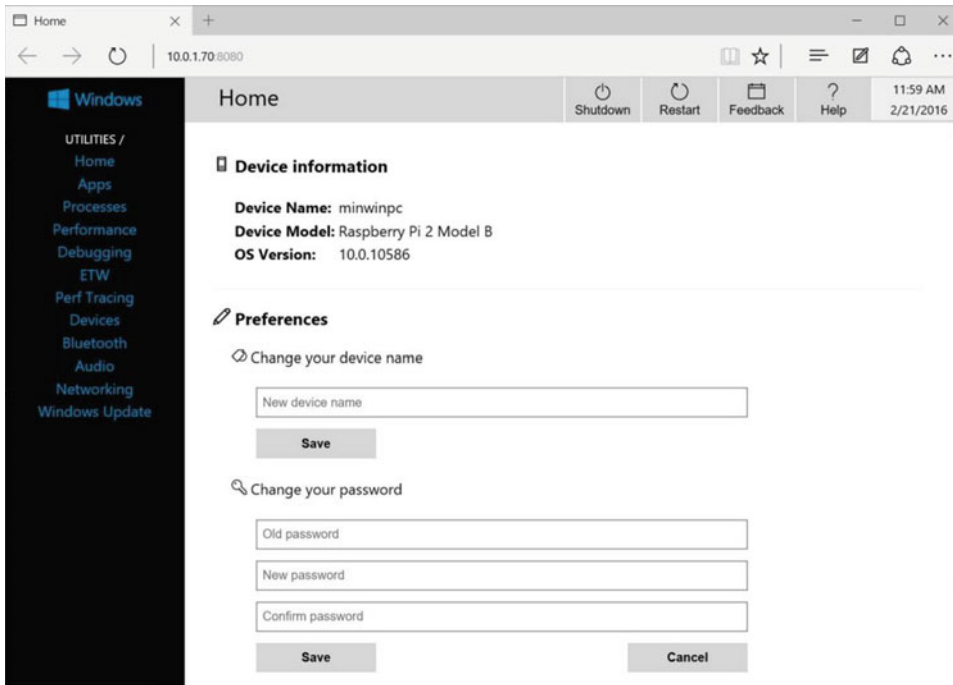 Home
10.0.1.70:8080
Windows
Home
Shutdown
Restart
Feedback
? Help
11:59 AM
2/21/2016
UTILITIES /
Home
Apps
Processes
Performance
Debugging
ETW
Perf Tracing
Devices
Bluetooth
Audio
Networking
Windows Update
Device information
Device Name: minwinpc
Device Model: Raspberry Pi 2 Model B
OS Version: 10.0.10586
Preferences
Change your device name
New device name
Save
Change your password
Old password
New password
Confirm password
Save Cancel